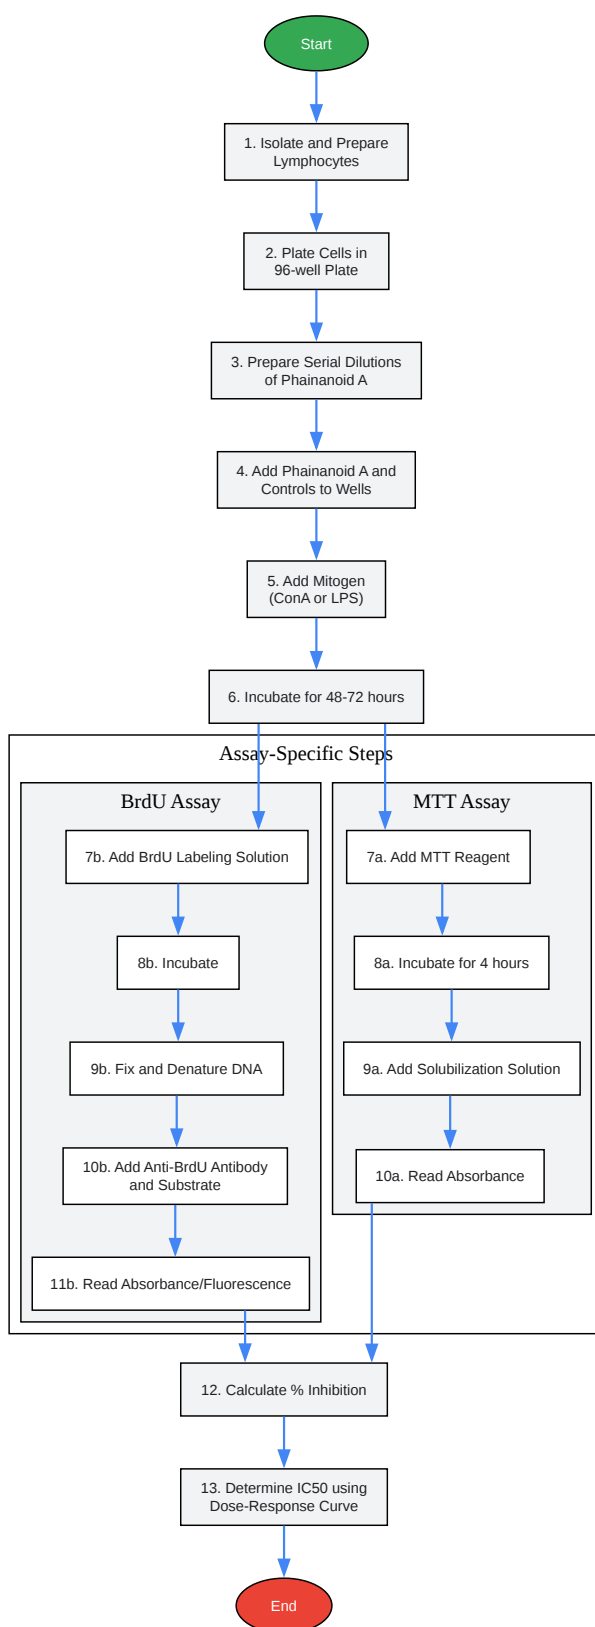 Start
1. Isolate and Prepare
Lymphocytes
2. Plate Cells in
96-well Plate
3. Prepare Serial Dilutions
of Phainanoid A
4. Add Phainanoid A and
Controls to Wells
5. Add Mitogen
(ConA or LPS)
6. Incubate for 48-72 hours
Assay-Specific Steps
BrdU Assay
7b. Add BrdU Labeling Solution
8b. Incubate
9b. Fix and Denature DNA
10b. Add Anti-BrdU Antibody
and Substrate
11b. Read Absorbance/Fluorescence
MTT Assay
7a. Add MTT Reagent
8a. Incubate for 4 hours
9a. Add Solubilization Solution
10a. Read Absorbance
12. Calculate % Inhibition
13. Determine IC50 using
Dose-Response Curve
End